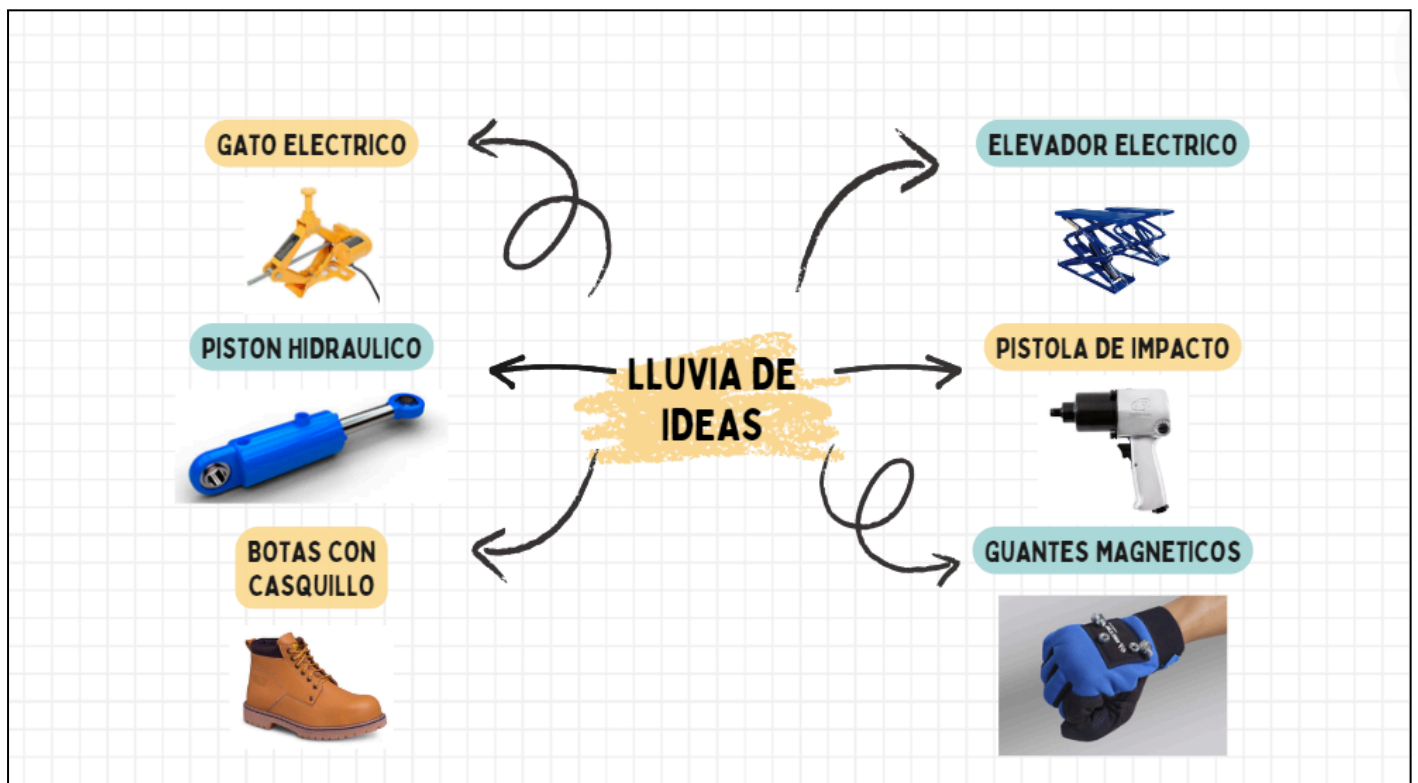 GATO ELECTRICO
ELEVADOR ELECTRICO
PISTON HIDRAULICO
LLUVIA DE
IDEAS
PISTOLA DE IMPACTO
BOTAS CON
CASQUILLO
GUANTES MAGNETICOS